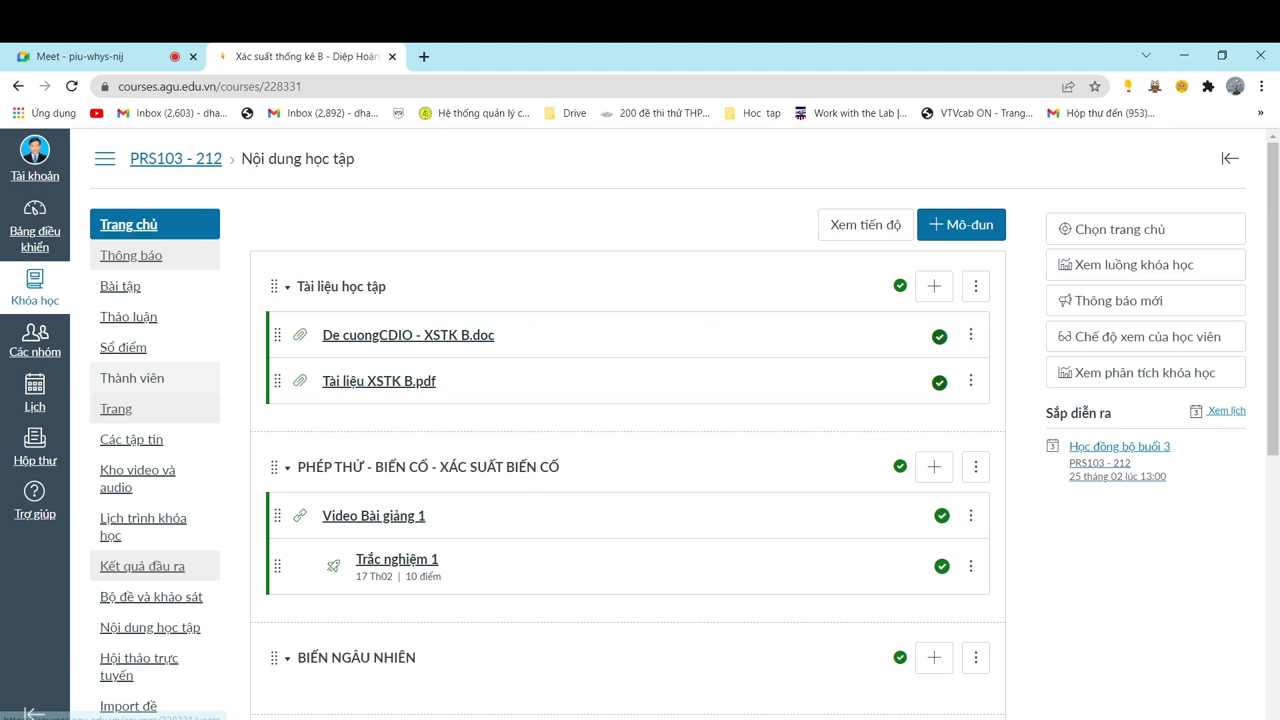 Meet - piu-whys-nij
Xác suất thống kê B - Diệp Hoàn
courses.agu.edu.vn/courses/228331
Ứng dụng
Inbox (2,603) - dha...
Inbox (2,892) - dha...
Hệ thống quản lý c...
Drive
200 đề thi thử THP...
Hoc tap
Work with the Lab J...
VTVcab ON - Trang...
Hộp thư đến (953)...
»
Tài khoản
Bảng điều
khiển
Khóa học
Các nhóm
Lịch
Hộp thư
Trợ giúp
PRS103 - 212 › Nội dung học tập
Trang chủ
Thông báo
Bài tập
Thảo luận
Sổ điểm
Thành viên
Trang
Các tập tin
Kho video và
audio
Lịch trình khóa
học
Kết quả đầu ra
Bộ đề và khảo sát
Nội dung học tập
Hội thảo trực
tuyến
Import đề
Xem tiến độ
+ Mô-đun
Tài liệu học tập
De cuongCDIO - XSTK B.doc
Tài liệu XSTK B.pdf
PHÉP THỬ - BIẾN CỐ - XÁC SUẤT BIẾN CỐ
Video Bài giảng 1
Trắc nghiệm 1
17 Th02 | 10 điểm
BIẾN NGẪU NHIÊN
Chọn trang chủ
Xem luồng khóa học
Thông báo mới
Chế độ xem của học viên
Xem phân tích khóa học
Sắp diễn ra
3 Xem lịch
3 Học đồng bộ buổi 3
PRS103 - 212
25 tháng 02 lúc 13:00